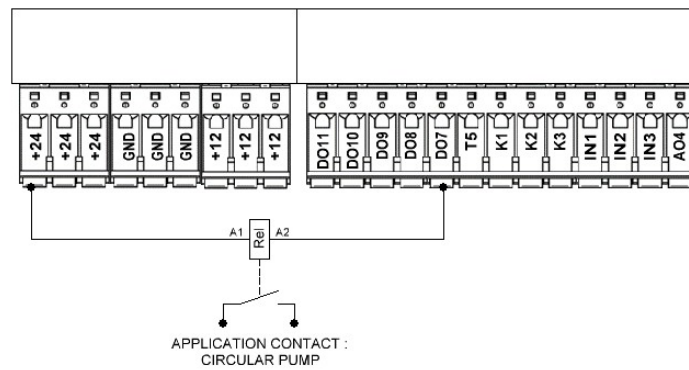 +24
+24
+24
GND
GND
GND
+12
+12
+12
DO11
DO10
DO9
DO8
DO7
T5
K1
K2
K3
IN1
IN2
IN3
AO4
A1
Rel
A2
APPLICATION CONTACT :
CIRCULAR PUMP